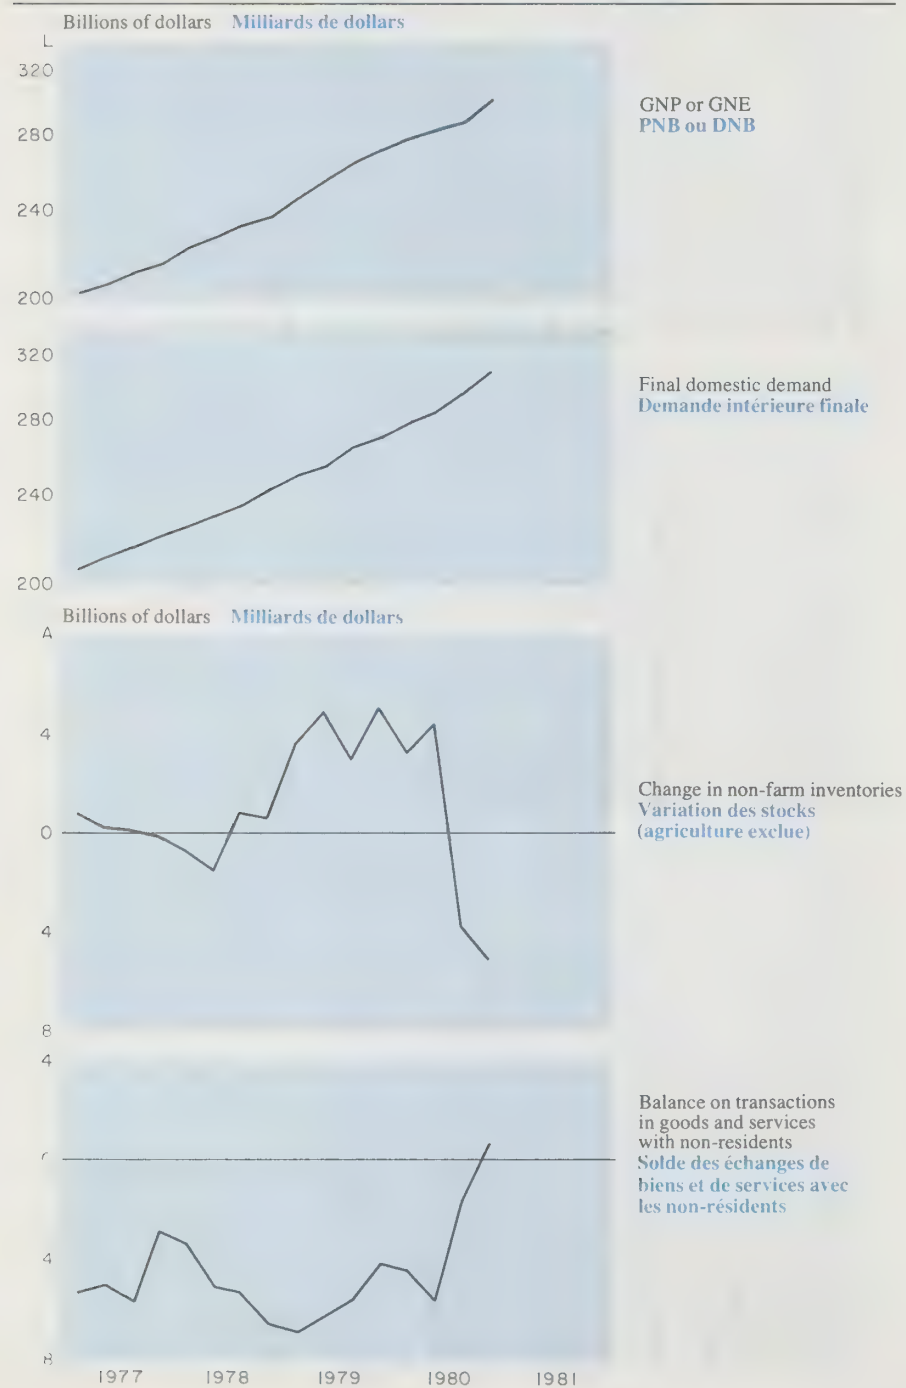 Billions of dollars Milliards de dollars
L
320
280
240
200
GNP or GNE
PNB ou DNB
320
280
240
200
Final domestic demand
Demande intérieure finale
Billions of dollars Milliards de dollars
A
4
0
4
8
Change in non-farm inventories
Variation des stocks
(agriculture exclue)
4
4
8
Balance on transactions
in goods and services
with non-residents
Solde des échanges de
biens et de services avec
les non-résidents
1977 1978 1979 1980 1981